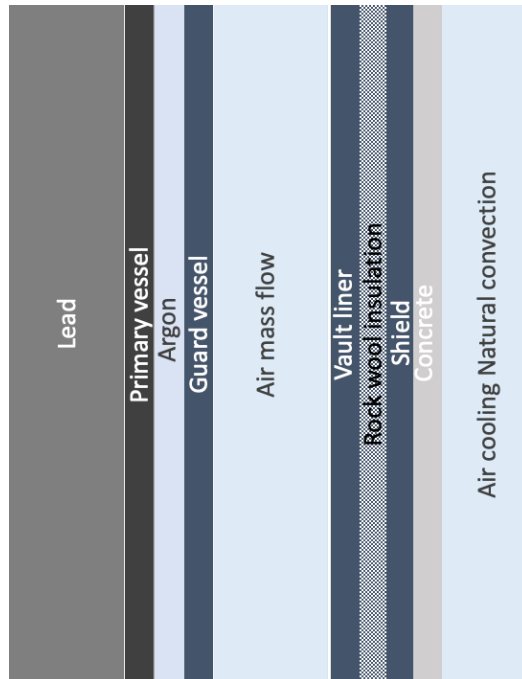 Lead
Primary vessel
Argon
Guard vessel
Air mass flow
Vault liner
Rock wool insulation
Shield
Concrete
Air cooling Natural convection